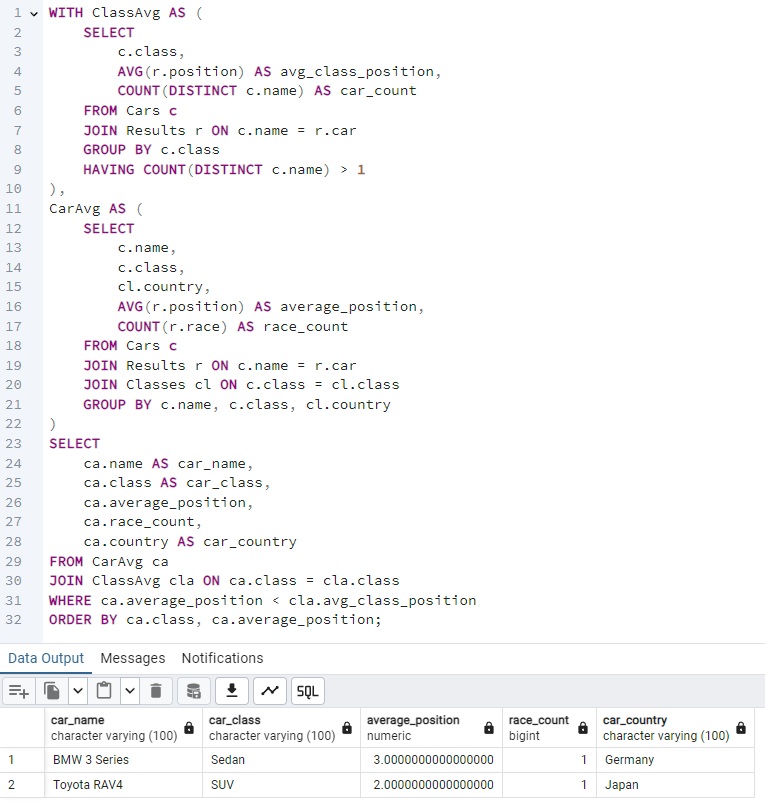 1 WITH ClassAvg AS (
2 SELECT
3 c.class,
4 AVG(r.position) AS avg_class_position,
5 COUNT(DISTINCT c.name) AS car_count
6 FROM Cars c
7 JOIN Results r ON c.name = r.car
8 GROUP BY c.class
9 HAVING COUNT(DISTINCT c.name) > 1
10 ),
11 CarAvg AS (
12 SELECT
13 c.name,
14 c.class,
15 cl.country,
16 AVG(r.position) AS average_position,
17 COUNT(r.race) AS race_count
18 FROM Cars c
19 JOIN Results r ON c.name = r.car
20 JOIN Classes cl ON c.class = cl.class
21 GROUP BY c.name, c.class, cl.country
22 )
23 SELECT
24 ca.name AS car_name,
25 ca.class AS car_class,
26 ca.average_position,
27 ca.race_count,
28 ca.country AS car_country
29 FROM CarAvg ca
30 JOIN ClassAvg cla ON ca.class = cla.class
31 WHERE ca.average_position < cla.avg_class_position
32 ORDER BY ca.class, ca.average_position;
Data Output Messages Notifications
SQL
car_name car_class average_position race_count car_country
character varying (100) character varying (100) numeric bigint character varying (100)
1 BMW 3 Series Sedan 3.0000000000000000 1 Germany
2 Toyota RAV4 SUV 2.0000000000000000 1 Japan